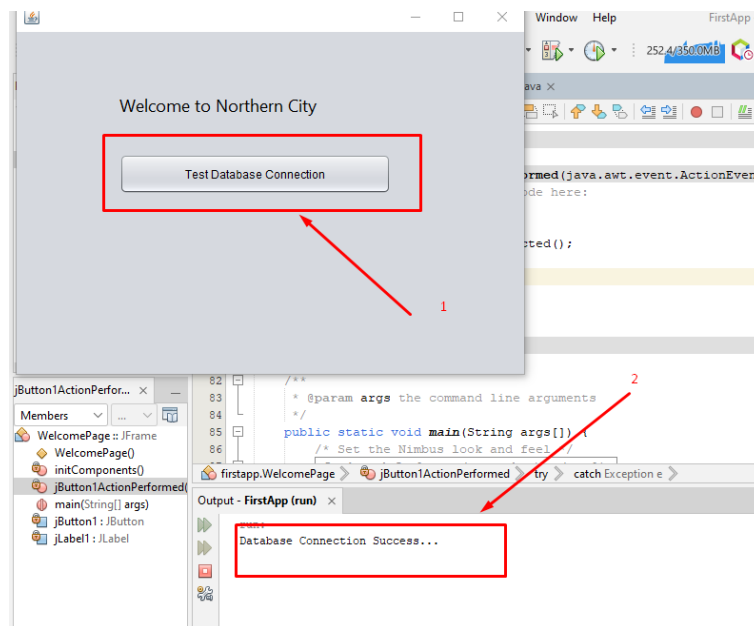 Window Help FirstApp
252.4/350.0MB
ava ×
Welcome to Northern City
Test Database Connection
1
ormed(java.awt.event.ActionEven
ode here:
cted();
jButton1ActionPerfor... ×
Members
...
WelcomePage :: JFrame
WelcomePage()
initComponents()
jButton1ActionPerformed(
main(String[] args)
jButton1 : JButton
jLabel1 : JLabel
82 /**
83 * @param args the command line arguments
84 */
85 public static void main(String args[]) {
86 /* Set the Nimbus look and feel */
2
firstapp.WelcomePage jButton1ActionPerformed try catch Exception e
Output - FirstApp (run) ×
run:
Database Connection Success...